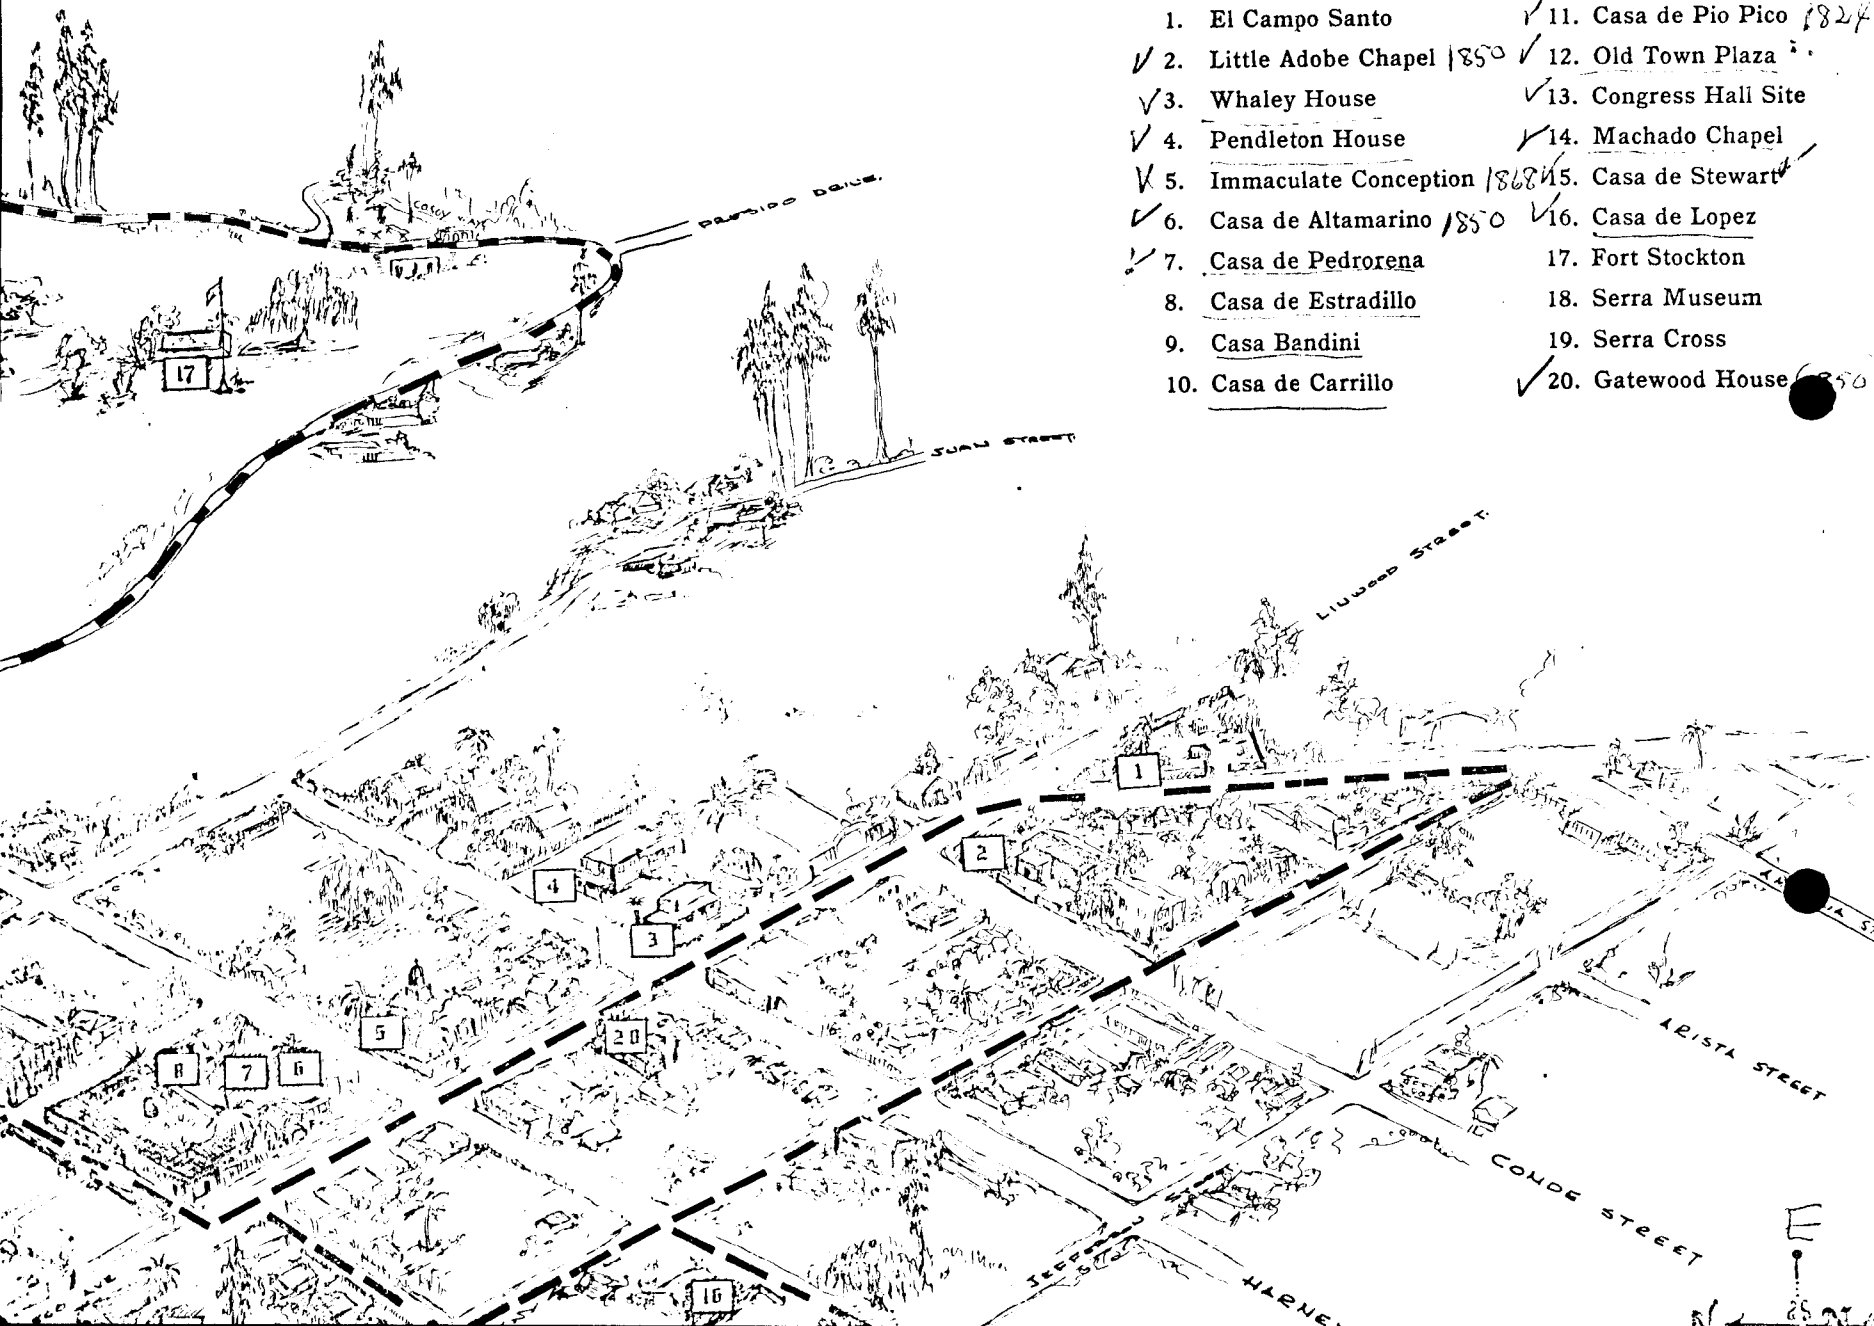 1. El Campo Santo
✓ 2. Little Adobe Chapel 1850
✓ 3. Whaley House
✓ 4. Pendleton House
✓ 5. Immaculate Conception 1868
✓ 6. Casa de Altamarino 1850
✓ 7. Casa de Pedrorena
8. Casa de Estradillo
9. Casa Bandini
10. Casa de Carrillo
✓ 11. Casa de Pio Pico 1824
✓ 12. Old Town Plaza
✓ 13. Congress Hall Site
✓ 14. Machado Chapel
✓ 15. Casa de Stewart ✓
✓ 16. Casa de Lopez
17. Fort Stockton
18. Serra Museum
19. Serra Cross
✓ 20. Gatewood House
PRESIDIO DRIVE.
17
JUAN STREET.
LINWOOD STREET.
1
2
4
3
5
20
8
7
6
ARISTA STREET
CONDE STREET
E
16
HARNEY
N